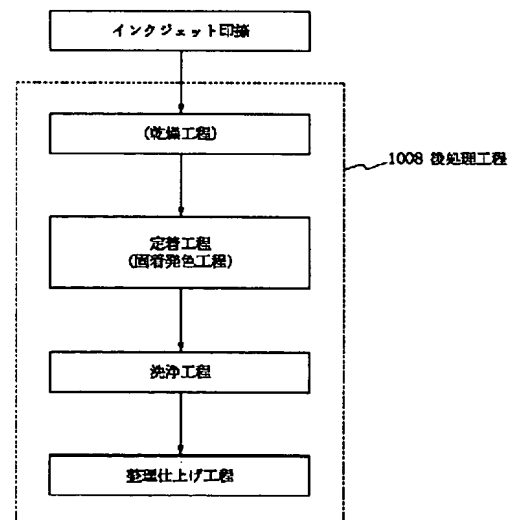 インクジェット印捺
(乾燥工程)
1008 後処理工程
定着工程
(固着発色工程)
洗浄工程
整理仕上げ工程